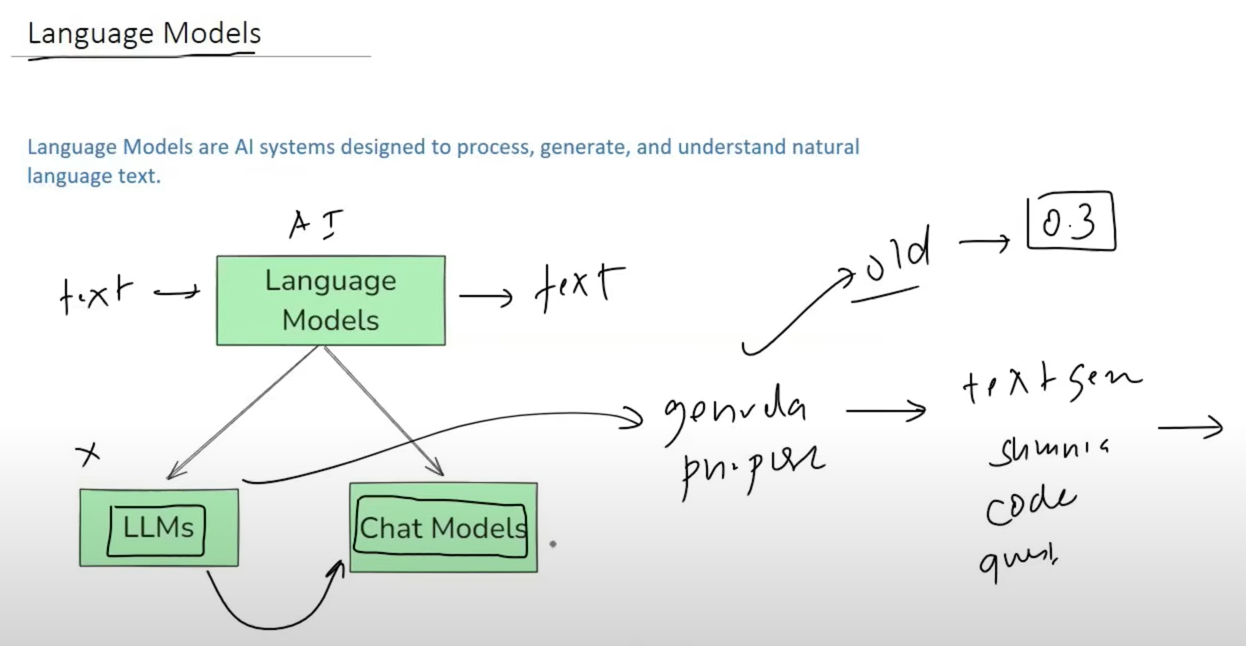 Language Models
Language Models are AI systems designed to process, generate, and understand natural
language text.
AI
text → Language Models → text
old → 0.3
x
LLMs
Chat Models
purpose →
text gen
code